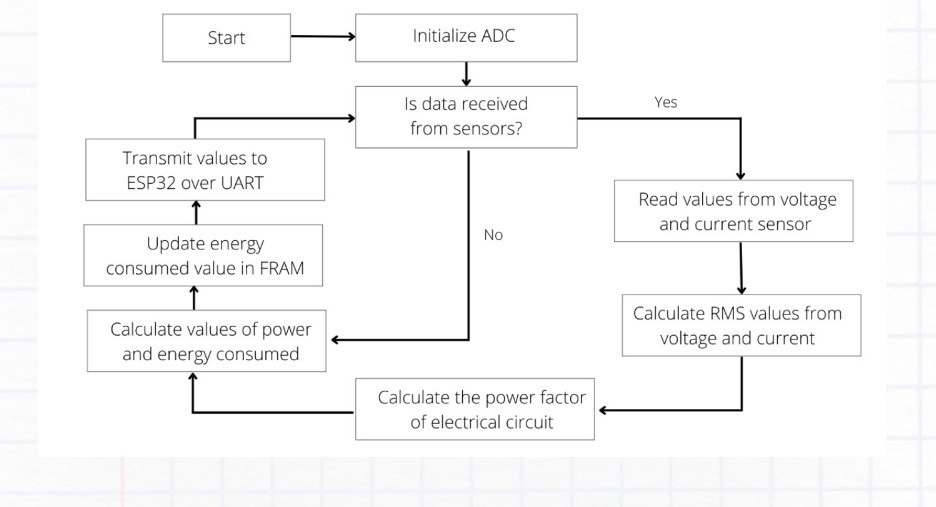 Start
Initialize ADC
Is data received
from sensors?
Yes
Transmit values to
ESP32 over UART
Read values from voltage
and current sensor
No
Update energy
consumed value in FRAM
Calculate RMS values from
voltage and current
Calculate values of power
and energy consumed
Calculate the power factor
of electrical circuit